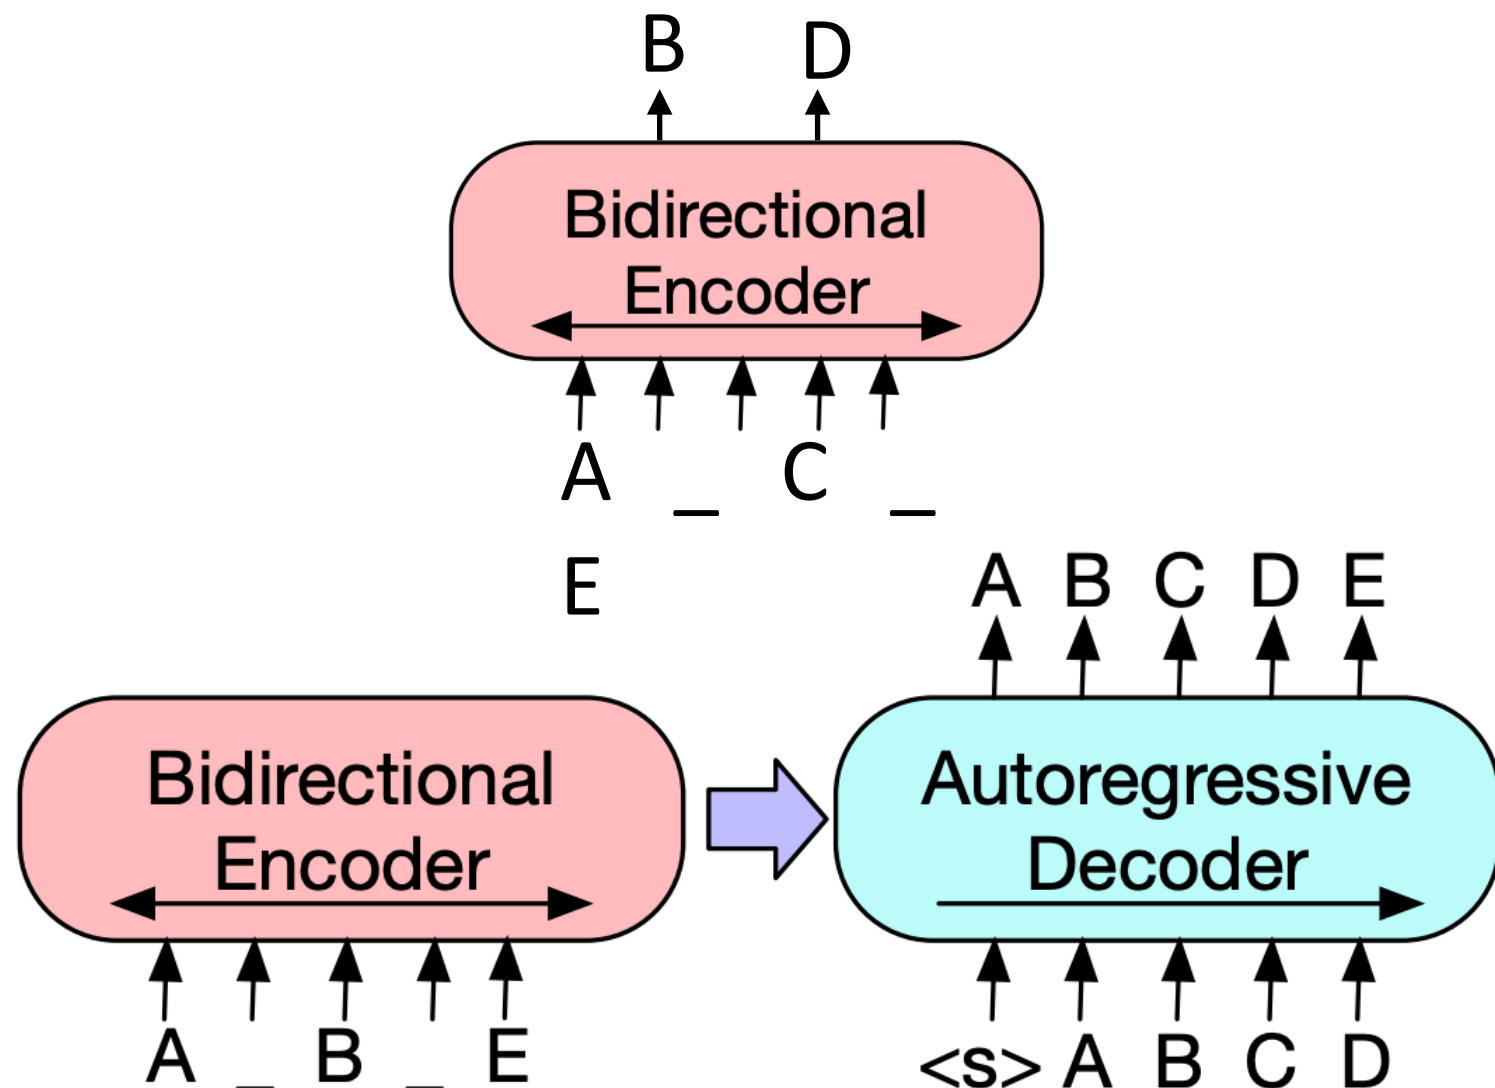 B D
Bidirectional
Encoder
A _ C _
E
A B C D E
Bidirectional
Encoder
Autoregressive
Decoder
A _ B _ E
<s> A B C D